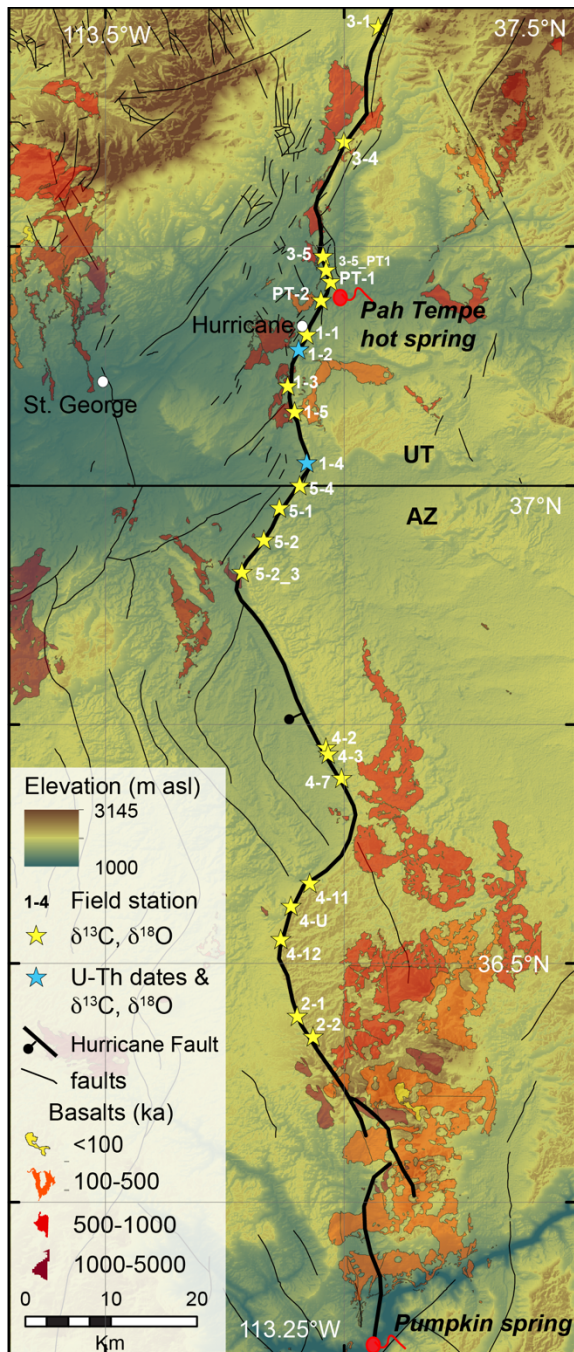 3-1
113.5°W
37.5°N
3-4
3-5
3-5_PT1
PT-1
PT-2
Pah Tempe
hot spring
Hurricane
1-1
1-2
1-3
St. George
1-5
UT
1-4
5-4
37°N
5-1
AZ
5-2
5-2_3
4-2
4-3
4-7
Elevation (m asl)
3145
1000
1-4 Field station
δ¹³C, δ¹⁸O
U-Th dates &
δ¹³C, δ¹⁸O
Hurricane Fault
faults
Basalts (ka)
<100
100-500
500-1000
1000-5000
0 10 20
Km
4-11
4-U
4-12
36.5°N
2-1
2-2
113.25°W
Pumpkin spring